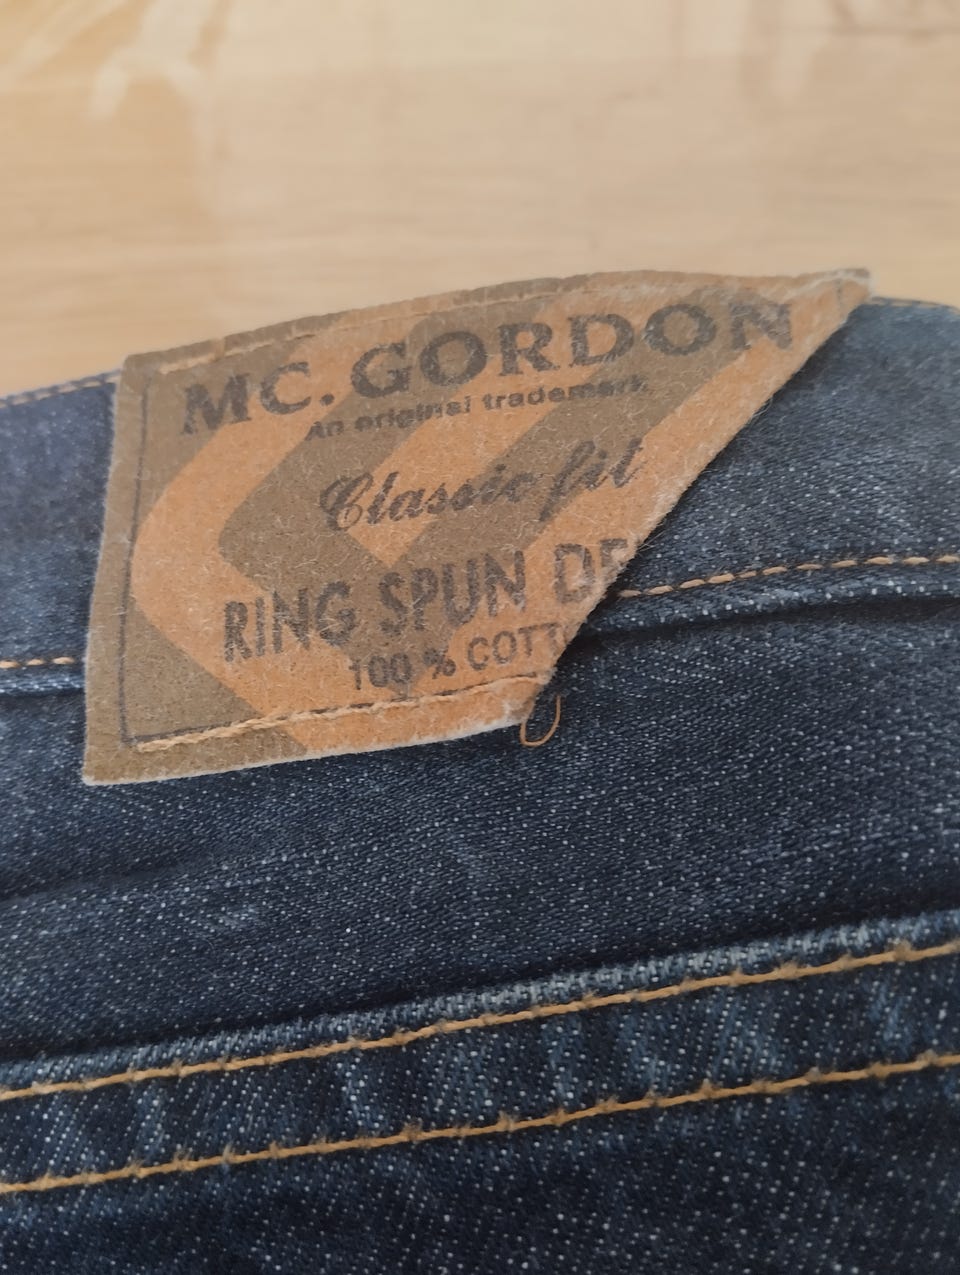 MC. GORDON
An original trademark
Classic fit
RING SPUN DE
100 % COTT